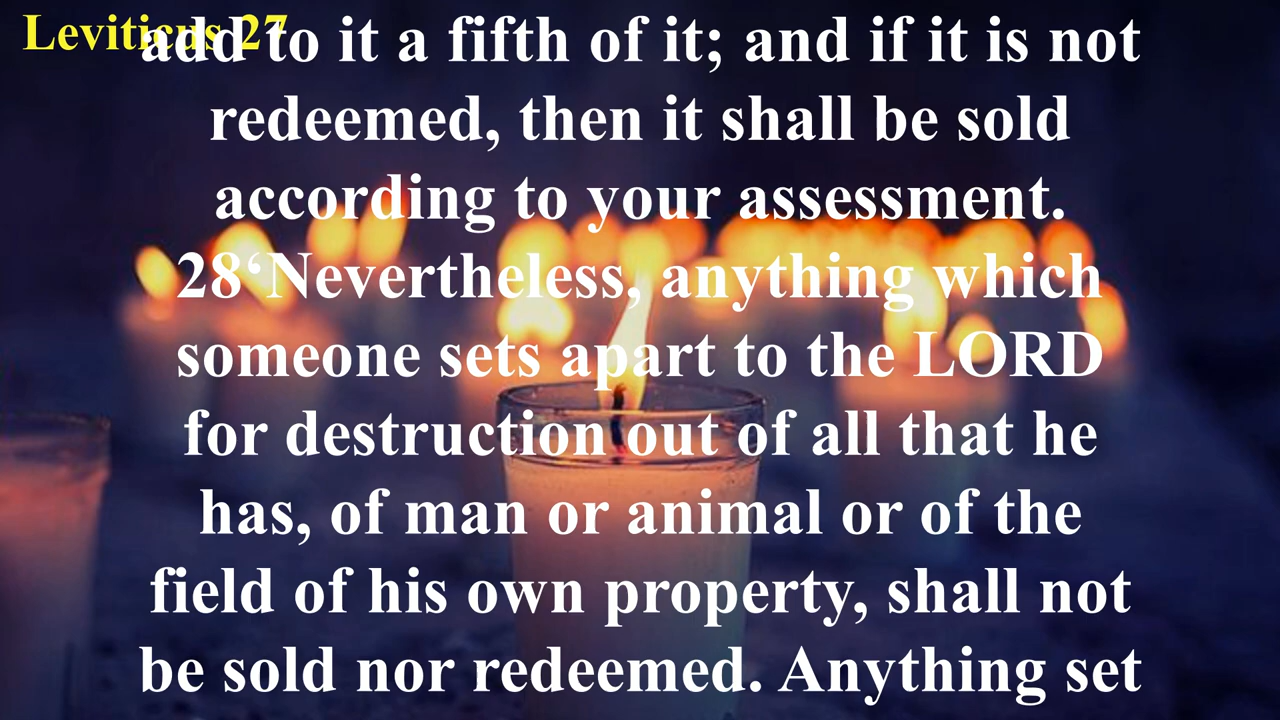 Leviticus 27
add to it a fifth of it; and if it is not
redeemed, then it shall be sold
according to your assessment.
28‘Nevertheless, anything which
someone sets apart to the LORD
for destruction out of all that he
has, of man or animal or of the
field of his own property, shall not
be sold nor redeemed. Anything set